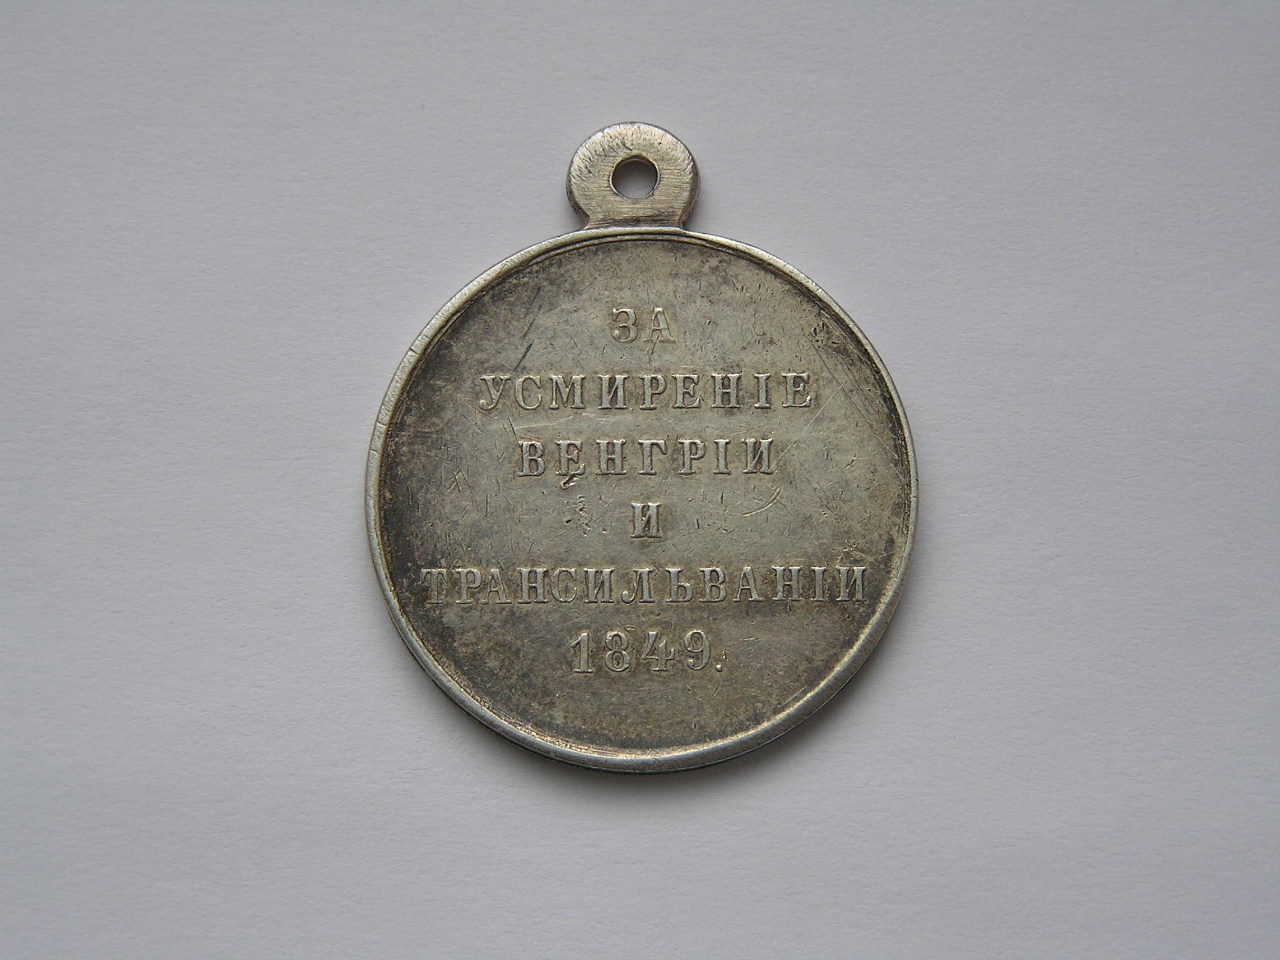 ЗА
УСМИРЕНІЕ
ВЕНГРІИ
И
ТРАНСИЛЬВАНІИ
1849.